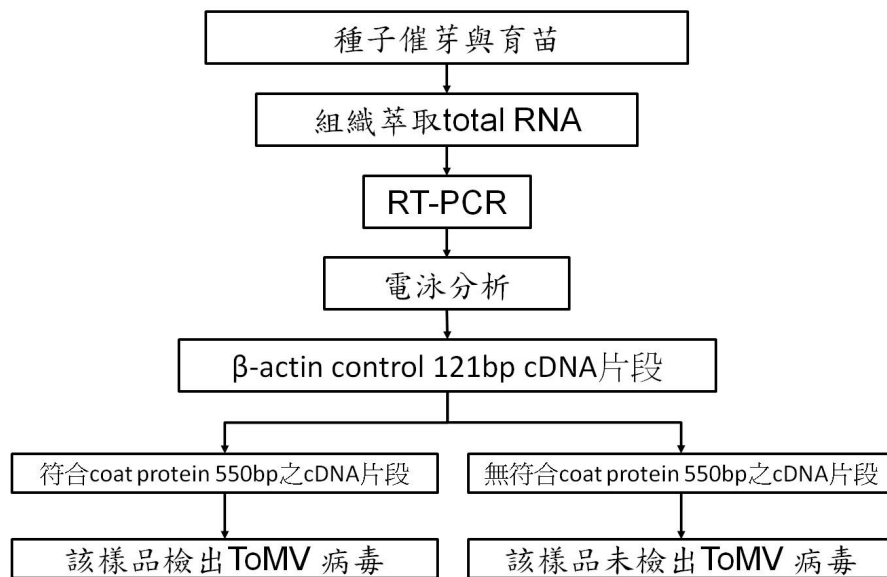 種子催芽與育苗
組織萃取total RNA
RT-PCR
電泳分析
β-actin control 121bp cDNA片段
符合coat protein 550bp之cDNA片段
無符合coat protein 550bp之cDNA片段
該樣品檢出ToMV 病毒
該樣品未檢出ToMV 病毒